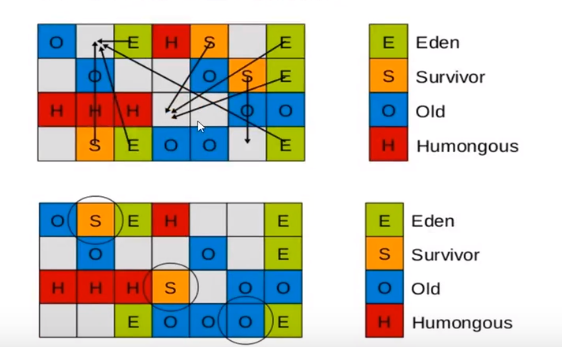 O E H S E E Eden
O O S E S Survivor
H H H O O O Old
S E O O E H Humongous
O S E H E E Eden
O O E S Survivor
H H H S O O O Old
E O O O E H Humongous